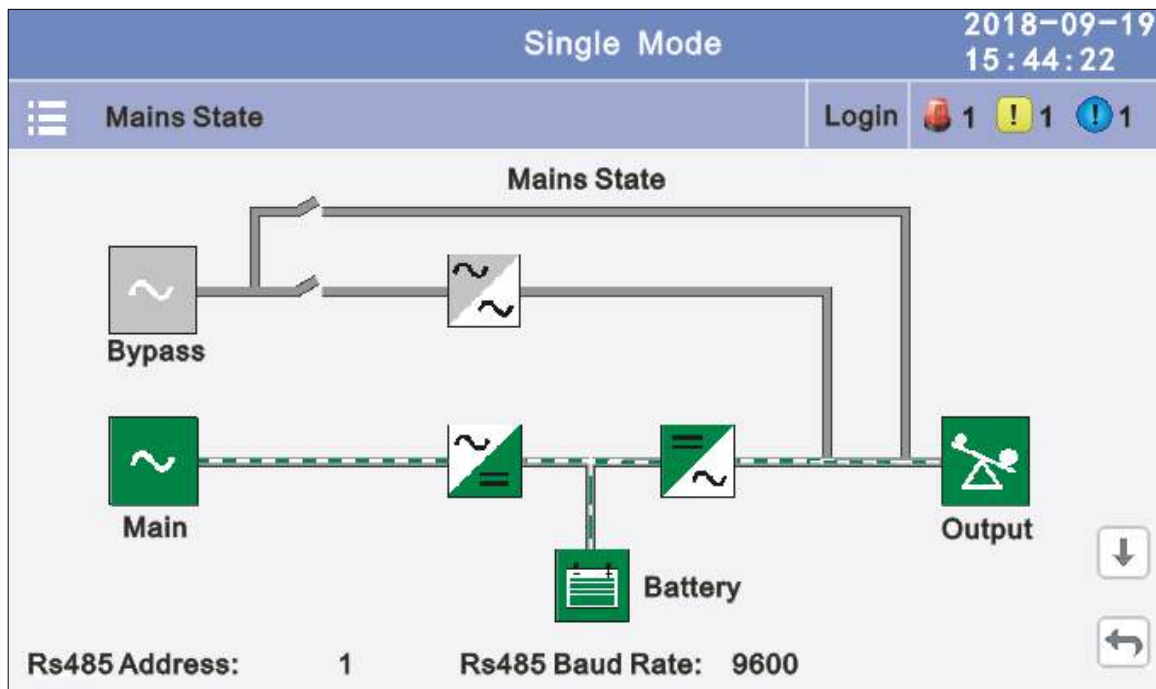 Single Mode
2018-09-19
15:44:22
Mains State
Login
1
! 1
! 1
Mains State
Bypass
Main
Output
Battery
Rs485 Address: 1
Rs485 Baud Rate: 9600